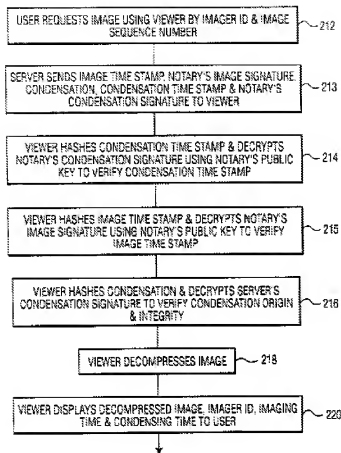 USER REQUESTS IMAGE USING VIEWER BY IMAGER ID & IMAGE
SEQUENCE NUMBER
212
SERVER SENDS IMAGE TIME STAMP, NOTARY'S IMAGE SIGNATURE,
CONDENSATION, CONDENSATION TIME STAMP & NOTARY'S
CONDENSATION SIGNATURE TO VIEWER
213
VIEWER HASHES CONDENSATION TIME STAMP & DECRYPTS
NOTARY'S CONDENSATION SIGNATURE USING NOTARY'S PUBLIC
KEY TO VERIFY CONDENSATION TIME STAMP
214
VIEWER HASHES IMAGE TIME STAMP & DECRYPTS NOTARY'S
IMAGE SIGNATURE USING NOTARY'S PUBLIC KEY TO VERIFY
IMAGE TIME STAMP
215
VIEWER HASHES CONDENSATION & DECRYPTS SERVER'S
CONDENSATION SIGNATURE TO VERIFY CONDENSATION ORIGIN
& INTEGRITY
216
VIEWER DECOMPRESSES IMAGE
218
VIEWER DISPLAYS DECOMPRESSED IMAGE, IMAGER ID, IMAGING
TIME & CONDENSING TIME TO USER
220